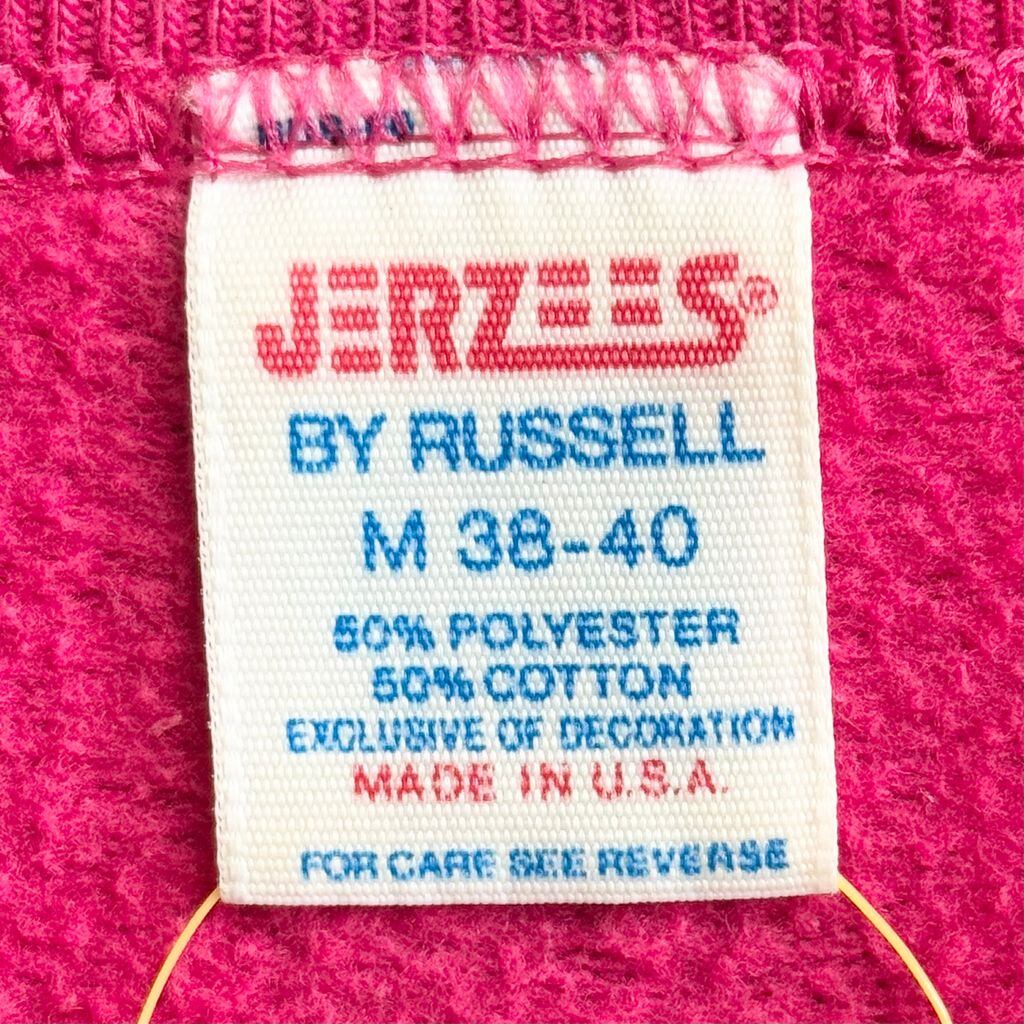 JERZEES®
BY RUSSELL
M 38-40
50% POLYESTER
50% COTTON
EXCLUSIVE OF DECORATION
MADE IN U.S.A.
FOR CARE SEE REVERSE